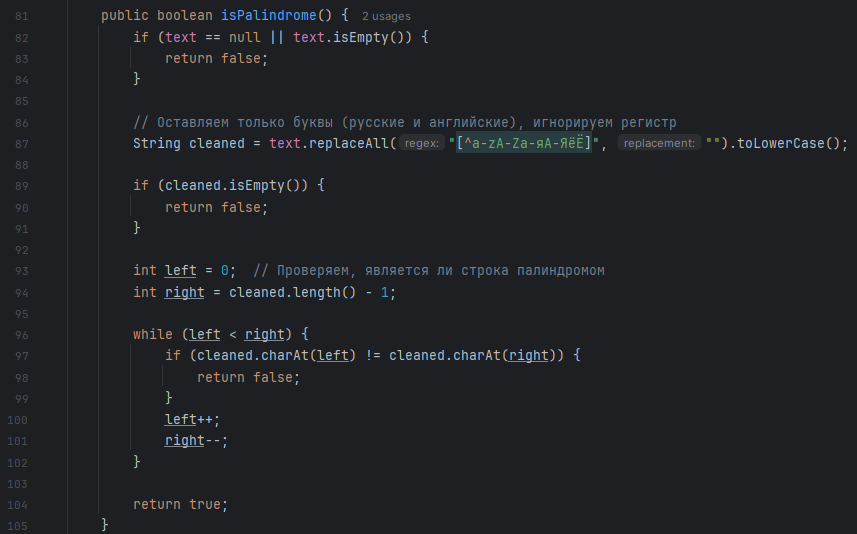 81 public boolean isPalindrome() { 2 usages
82 if (text == null || text.isEmpty()) {
83 return false;
84 }
85
86 // Оставляем только буквы (русские и английские), игнорируем регистр
87 String cleaned = text.replaceAll( regex: "[^a-zA-Zа-яА-ЯёЁ]", replacement: "").toLowerCase();
88
89 if (cleaned.isEmpty()) {
90 return false;
91 }
92
93 int left = 0; // Проверяем, является ли строка палиндромом
94 int right = cleaned.length() - 1;
95
96 while (left < right) {
97 if (cleaned.charAt(left) != cleaned.charAt(right)) {
98 return false;
99 }
100 left++;
101 right--;
102 }
103
104 return true;
105 }